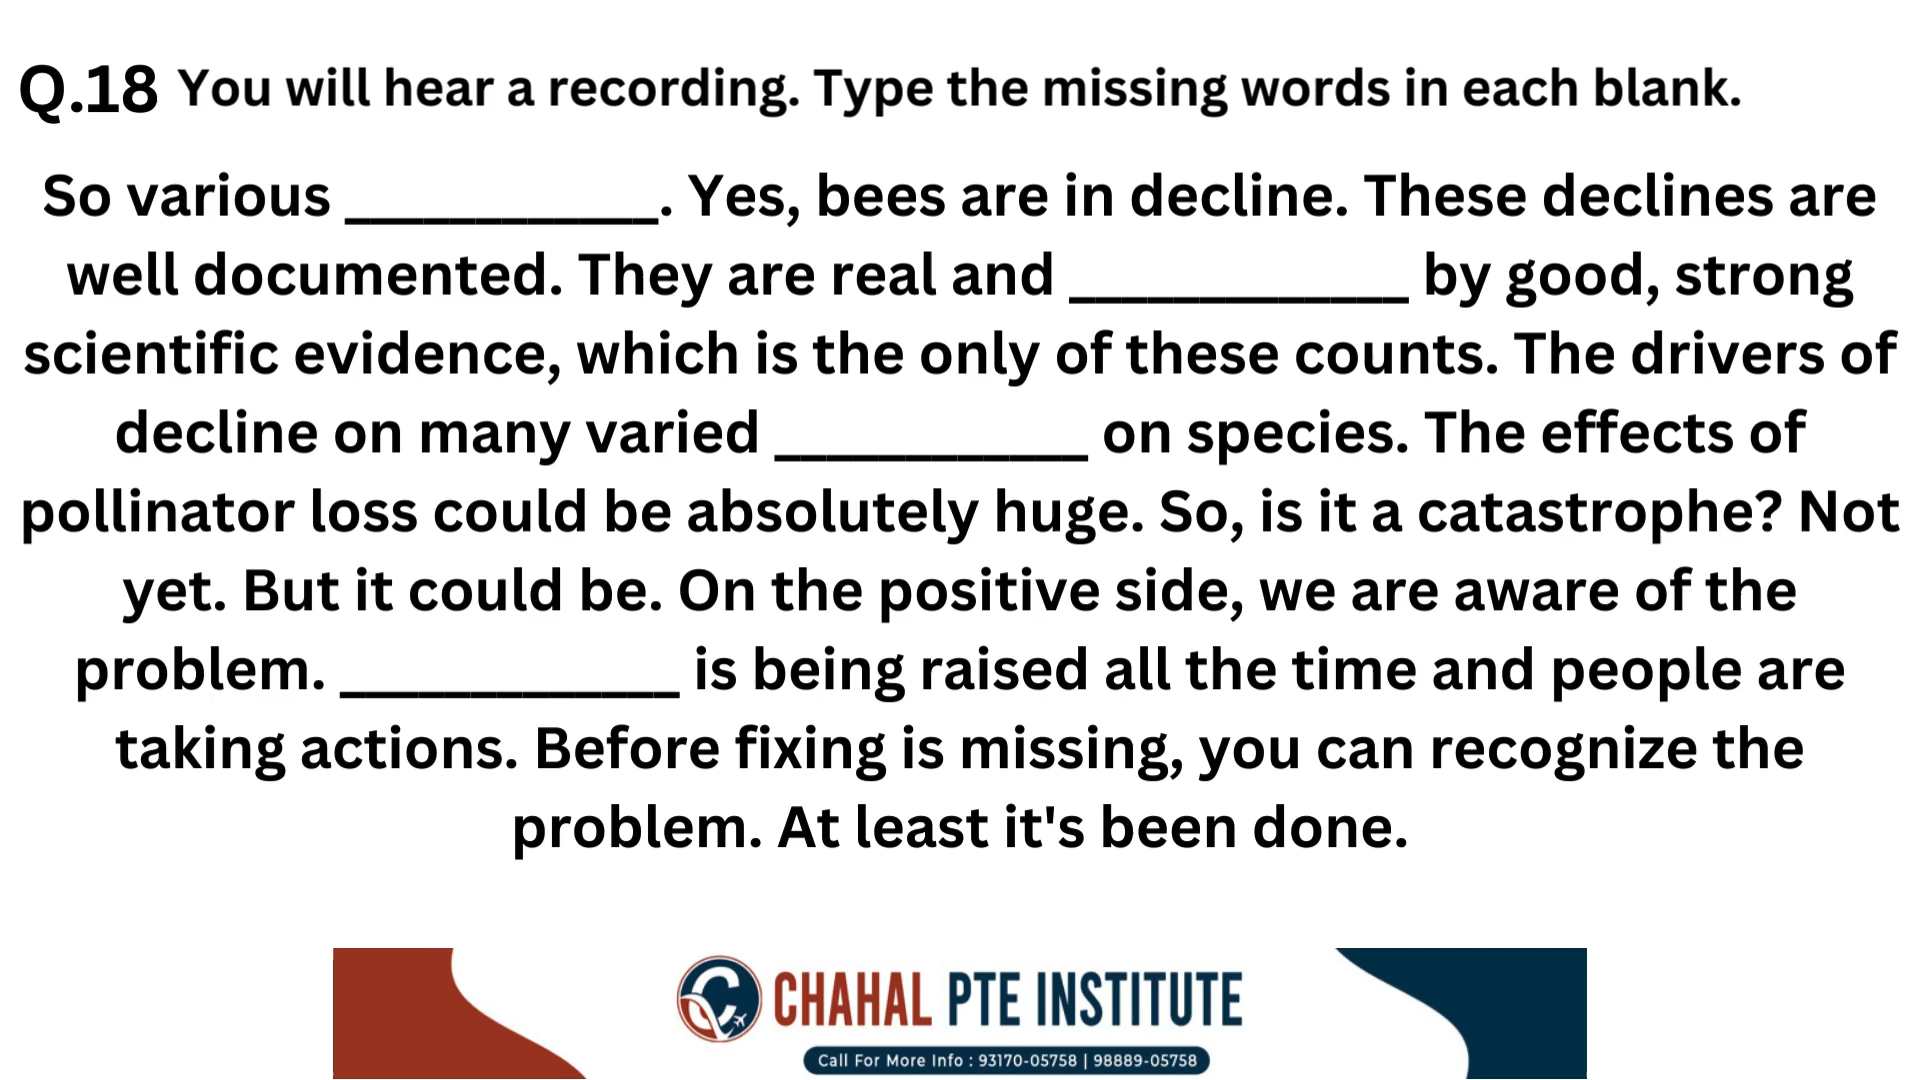 Q.18 You will hear a recording. Type the missing words in each blank.
So various ____________. Yes, bees are in decline. These declines are
well documented. They are real and _____________ by good, strong
scientific evidence, which is the only of these counts. The drivers of
decline on many varied ____________ on species. The effects of
pollinator loss could be absolutely huge. So, is it a catastrophe? Not
yet. But it could be. On the positive side, we are aware of the
problem. _____________ is being raised all the time and people are
taking actions. Before fixing is missing, you can recognize the
problem. At least it's been done.
CHAHAL PTE INSTITUTE
Call For More Info : 93170-05758 | 98889-05758